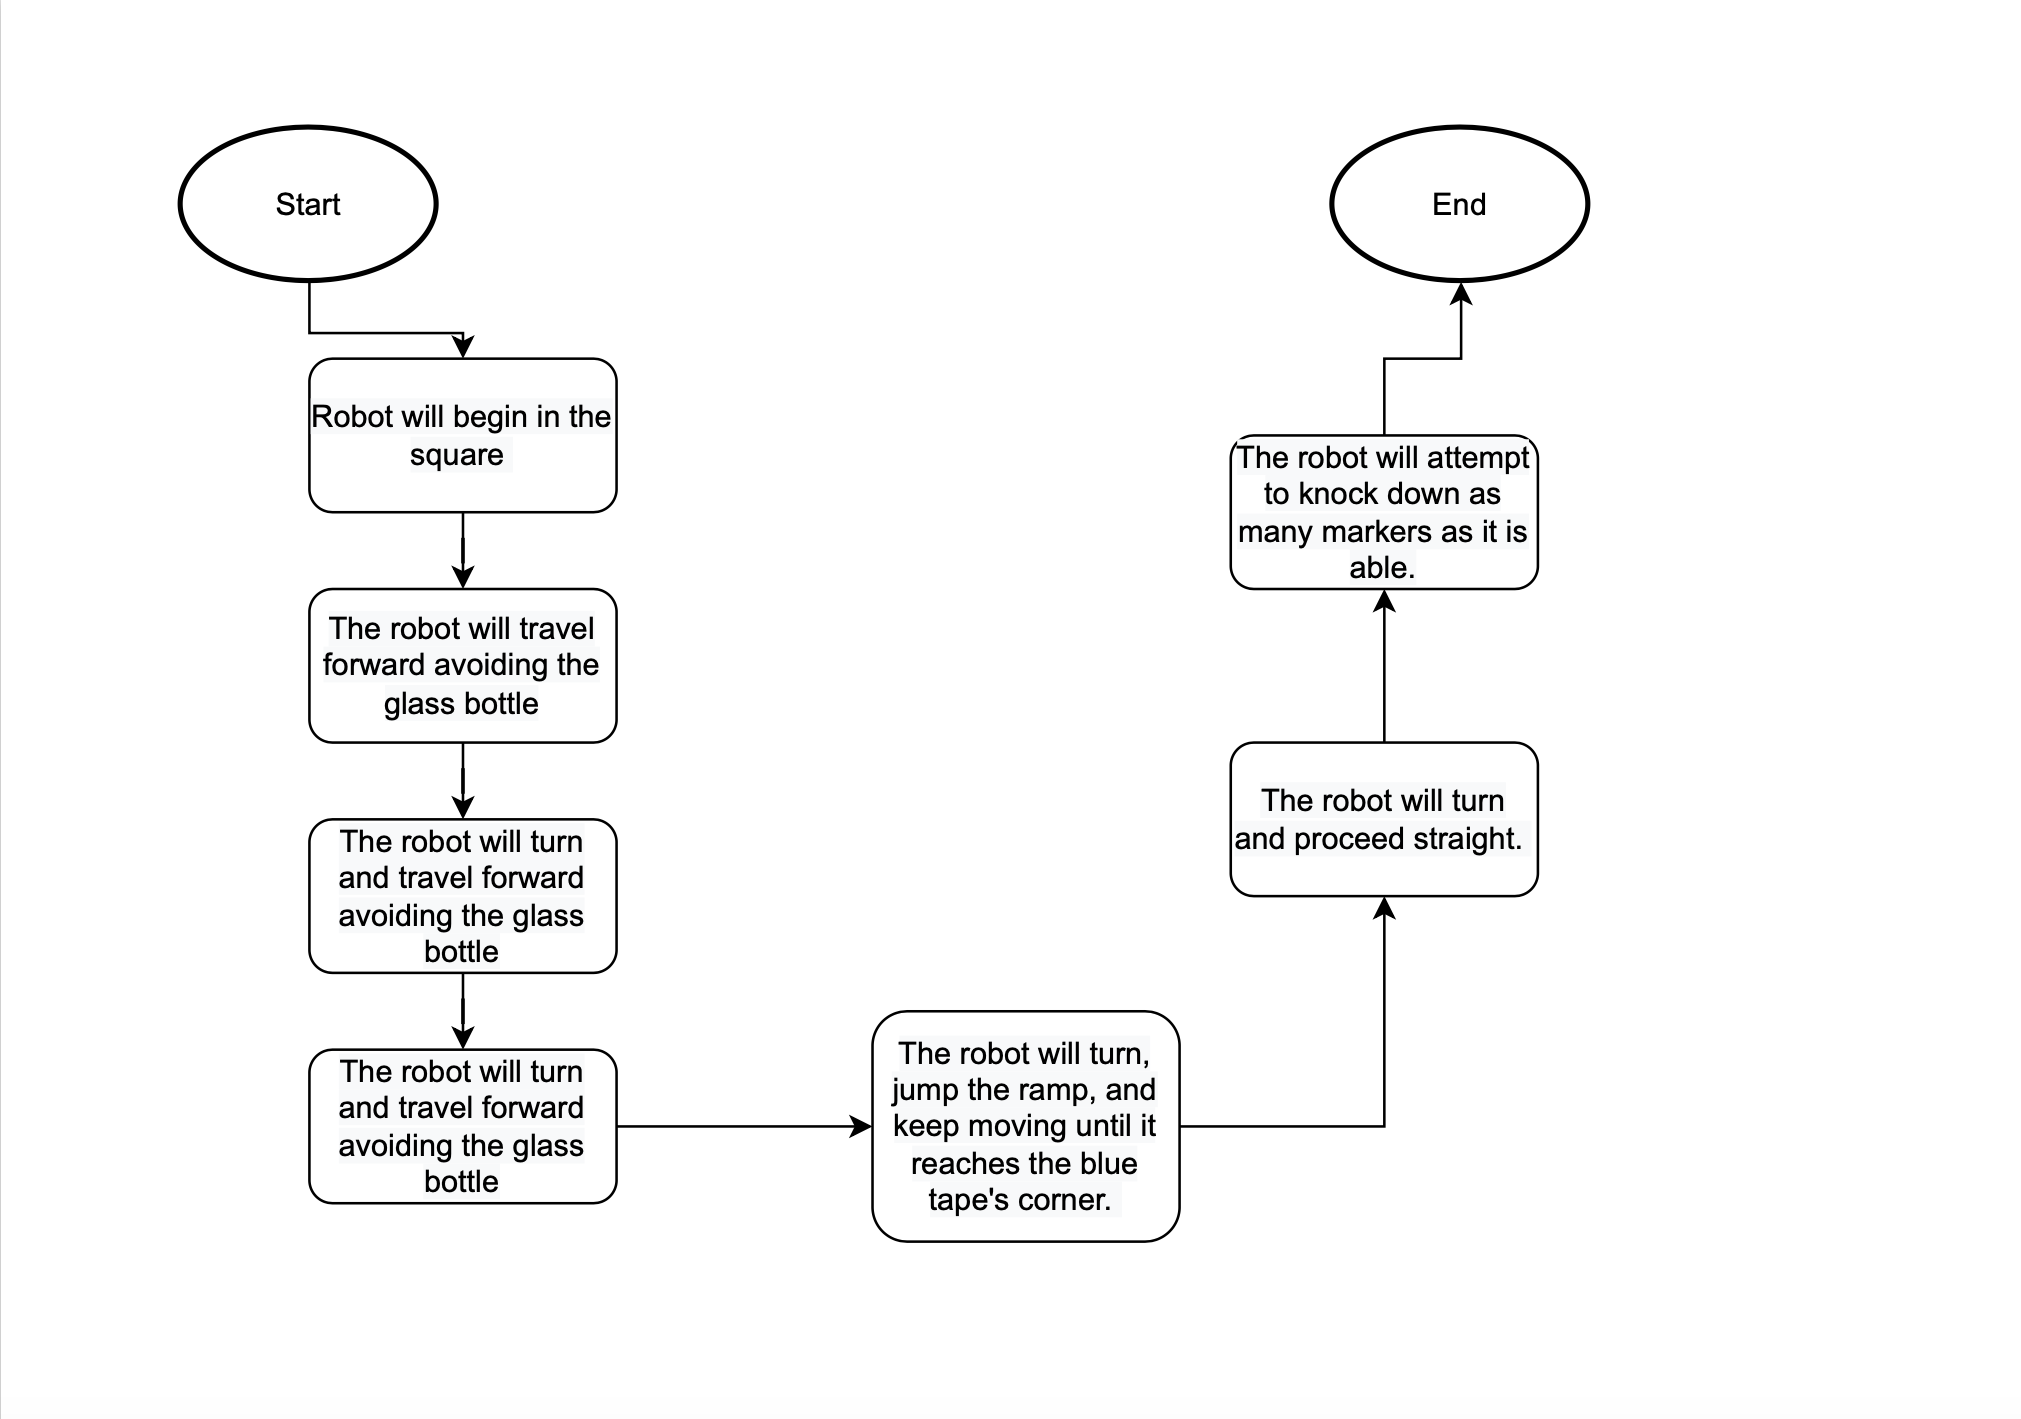 Start
Robot will begin in the
square
The robot will travel
forward avoiding the
glass bottle
The robot will turn
and travel forward
avoiding the glass
bottle
The robot will turn
and travel forward
avoiding the glass
bottle
The robot will turn,
jump the ramp, and
keep moving until it
reaches the blue
tape's corner.
The robot will turn
and proceed straight.
The robot will attempt
to knock down as
many markers as it is
able.
End